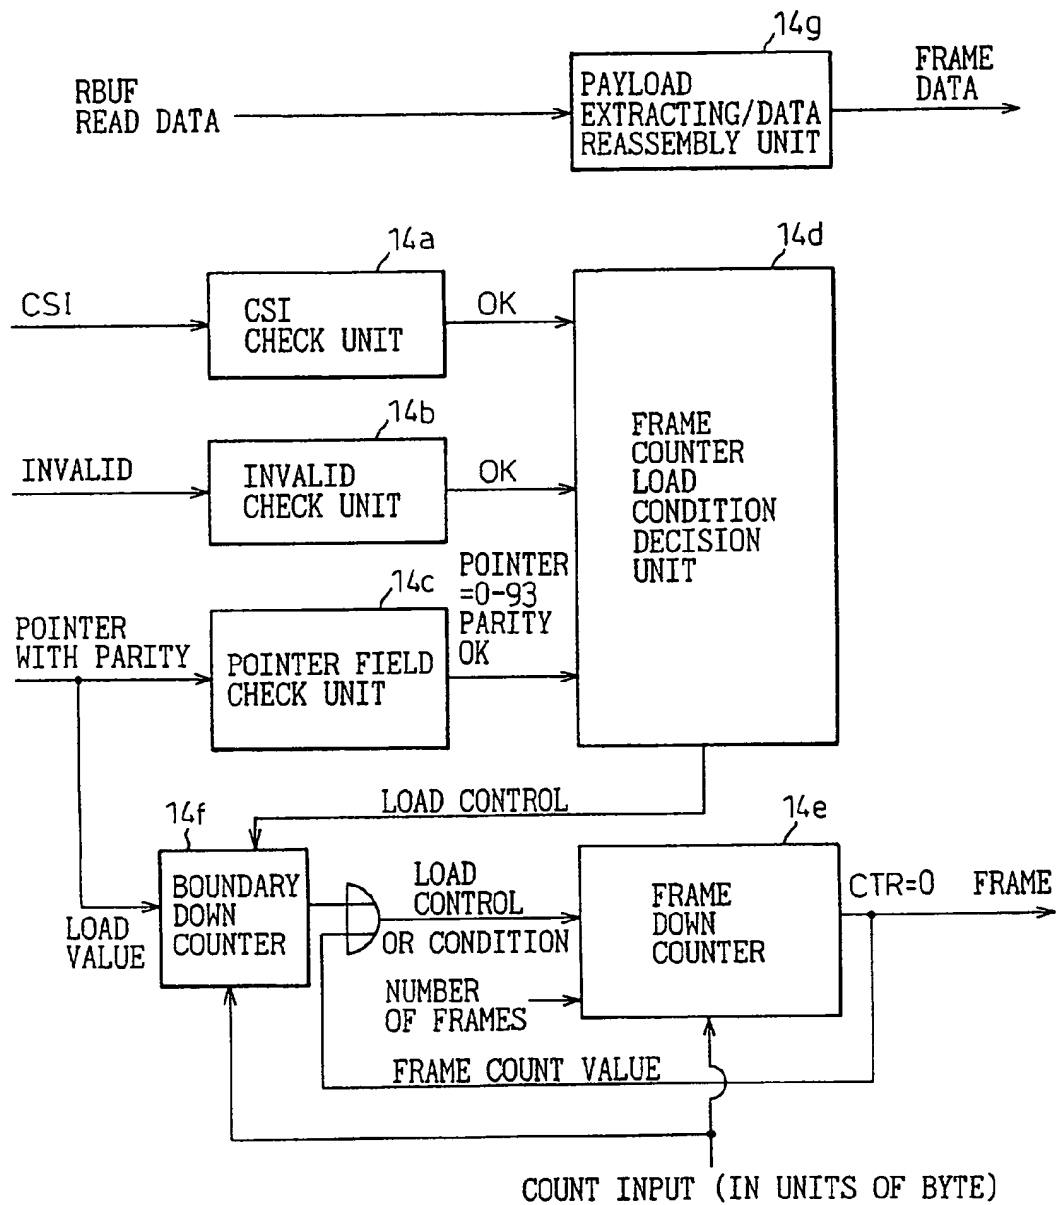 14g
RBUF
READ DATA
PAYLOAD
EXTRACTING/DATA
REASSEMBLY UNIT
FRAME
DATA
14a
14d
CSI
CSI
CHECK UNIT
OK
14b
INVALID
INVALID
CHECK UNIT
OK
FRAME
COUNTER
LOAD
CONDITION
DECISION
UNIT
14c
POINTER
=0-93
PARITY
OK
POINTER
WITH PARITY
POINTER FIELD
CHECK UNIT
LOAD CONTROL
14f
14e
BOUNDARY
DOWN
COUNTER
LOAD
VALUE
LOAD
CONTROL
OR CONDITION
FRAME
DOWN
COUNTER
CTR=0 FRAME
NUMBER
OF FRAMES
FRAME COUNT VALUE
COUNT INPUT (IN UNITS OF BYTE)